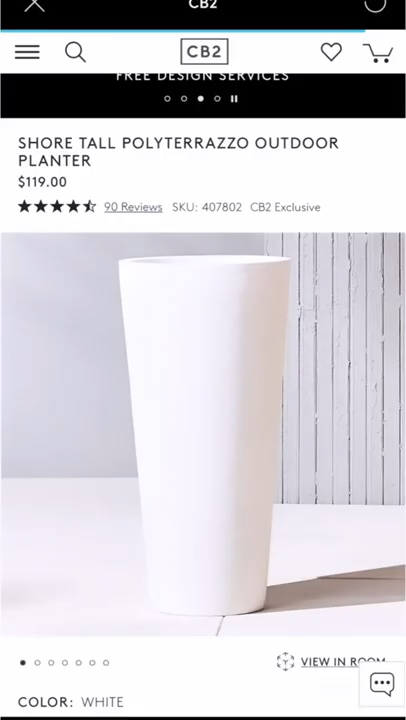 CB2
CB2
FREE DESIGN SERVICES
SHORE TALL POLYTERRAZZO OUTDOOR
PLANTER
$119.00
90 Reviews SKU: 407802 CB2 Exclusive
VIEW IN ROOM
COLOR: WHITE